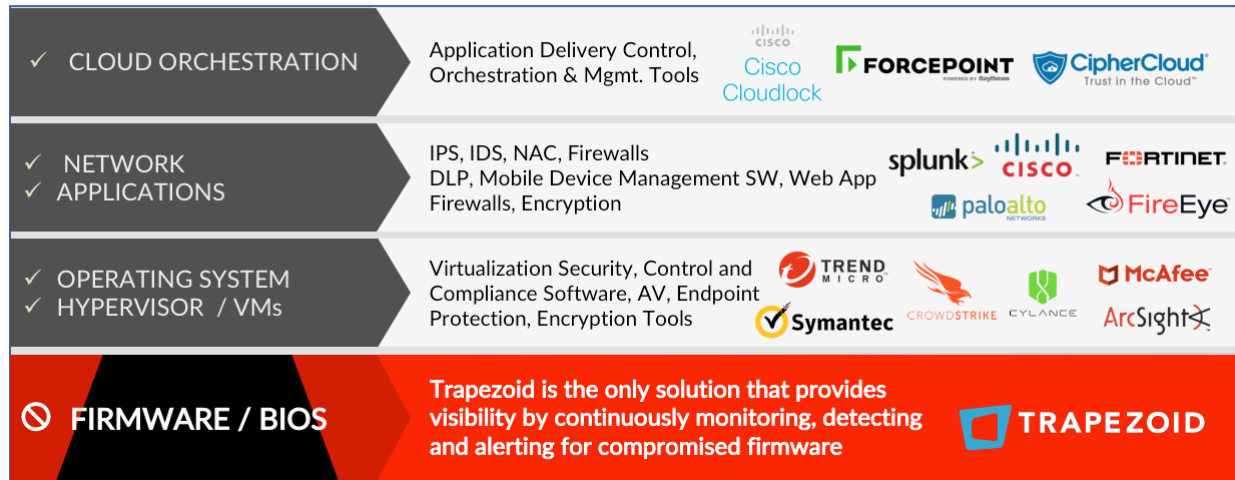 CLOUD ORCHESTRATION
Application Delivery Control,
Orchestration & Mgmt. Tools
CISCO
Cisco
Cloudlock
FORCEPOINT
POWERED BY Raytheon
CipherCloud®
Trust in the Cloud™
NETWORK
APPLICATIONS
IPS, IDS, NAC, Firewalls
DLP, Mobile Device Management SW, Web App
Firewalls, Encryption
splunk>
CISCO
FORTINET
paloalto
NETWORKS
FireEye
OPERATING SYSTEM
HYPERVISOR / VMs
Virtualization Security, Control and
Compliance Software, AV, Endpoint
Protection, Encryption Tools
TREND
MICRO
Symantec
CROWDSTRIKE
CYLANCE
McAfee
ArcSight
FIRMWARE / BIOS
Trapezoid is the only solution that provides
visibility by continuously monitoring, detecting
and alerting for compromised firmware
TRAPEZOID